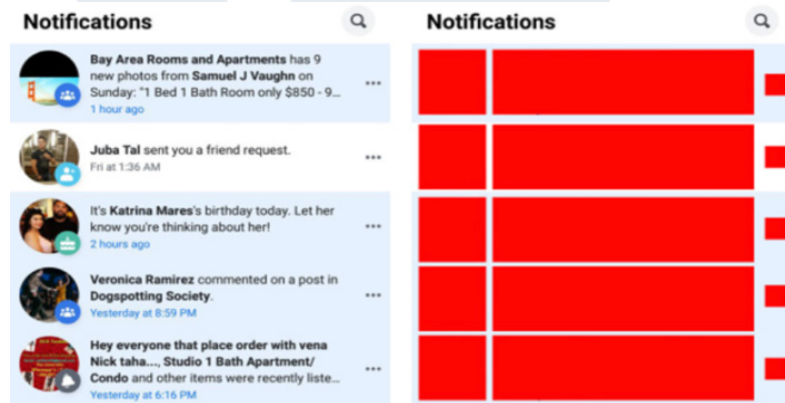 Notifications
Bay Area Rooms and Apartments has 9
new photos from Samuel J Vaughn on
Sunday: "1 Bed 1 Bath Room only $850 - 9...
1 hour ago
Juba Tal sent you a friend request.
Fri at 1:36 AM
It's Katrina Mares's birthday today. Let her
know you're thinking about her!
2 hours ago
Veronica Ramirez commented on a post in
Dogspotting Society.
Yesterday at 8:59 PM
Hey everyone that place order with vena
Nick taha..., Studio 1 Bath Apartment/
Condo and other items were recently liste...
Yesterday at 6:16 PM
Notifications